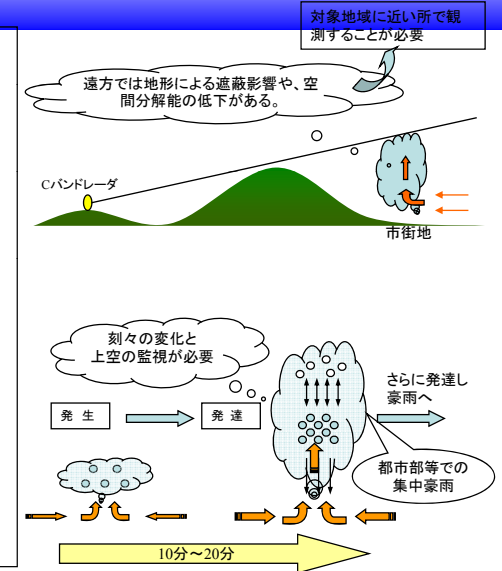 対象地域に近い所で観
測することが必要
遠方では地形による遮蔽影響や、空
間分解能の低下がある。
Cバンドレーダ
市街地
刻々の変化と
上空の監視が必要
さらに発達し
豪雨へ
発 生
発 達
都市部等での
集中豪雨
10分～20分